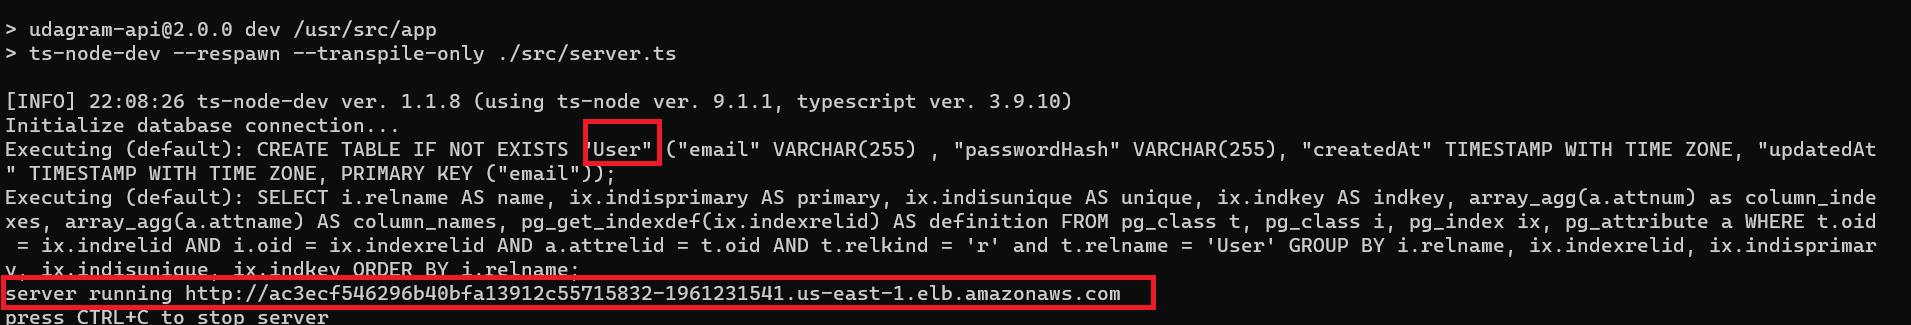 > udagram-api@2.0.0 dev /usr/src/app
> ts-node-dev --respawn --transpile-only ./src/server.ts
[INFO] 22:08:26 ts-node-dev ver. 1.1.8 (using ts-node ver. 9.1.1, typescript ver. 3.9.10)
Initialize database connection...
Executing (default): CREATE TABLE IF NOT EXISTS "User" ("email" VARCHAR(255) , "passwordHash" VARCHAR(255), "createdAt" TIMESTAMP WITH TIME ZONE, "updatedAt
" TIMESTAMP WITH TIME ZONE, PRIMARY KEY ("email"));
Executing (default): SELECT i.relname AS name, ix.indisprimary AS primary, ix.indisunique AS unique, ix.indkey AS indkey, array_agg(a.attnum) as column_inde
xes, array_agg(a.attname) AS column_names, pg_get_indexdef(ix.indexrelid) AS definition FROM pg_class t, pg_class i, pg_index ix, pg_attribute a WHERE t.oid
 = ix.indrelid AND i.oid = ix.indexrelid AND a.attrelid = t.oid AND t.relkind = 'r' and t.relname = 'User' GROUP BY i.relname, ix.indexrelid, ix.indisprimar
y, ix.indisunique, ix.indkey ORDER BY i.relname;
server running http://ac3ecf546296b40bfa13912c55715832-1961231541.us-east-1.elb.amazonaws.com
press CTRL+C to stop server